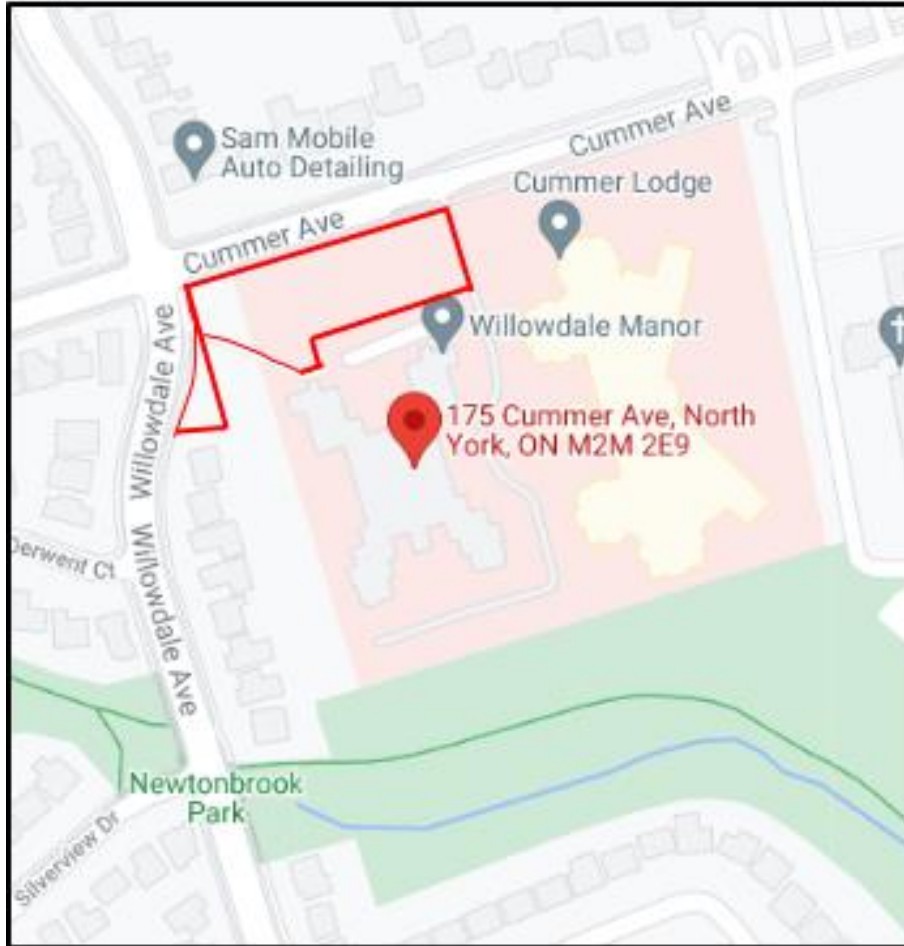 Sam Mobile
Auto Detailing
Cummer Ave
Cummer Lodge
Cummer Ave
Willowdale Ave
Willowdale Manor
175 Cummer Ave, North
York, ON M2M 2E9
Derwent Ct
Willowdale Ave
Newtonbrook
Park
Silverview Dr